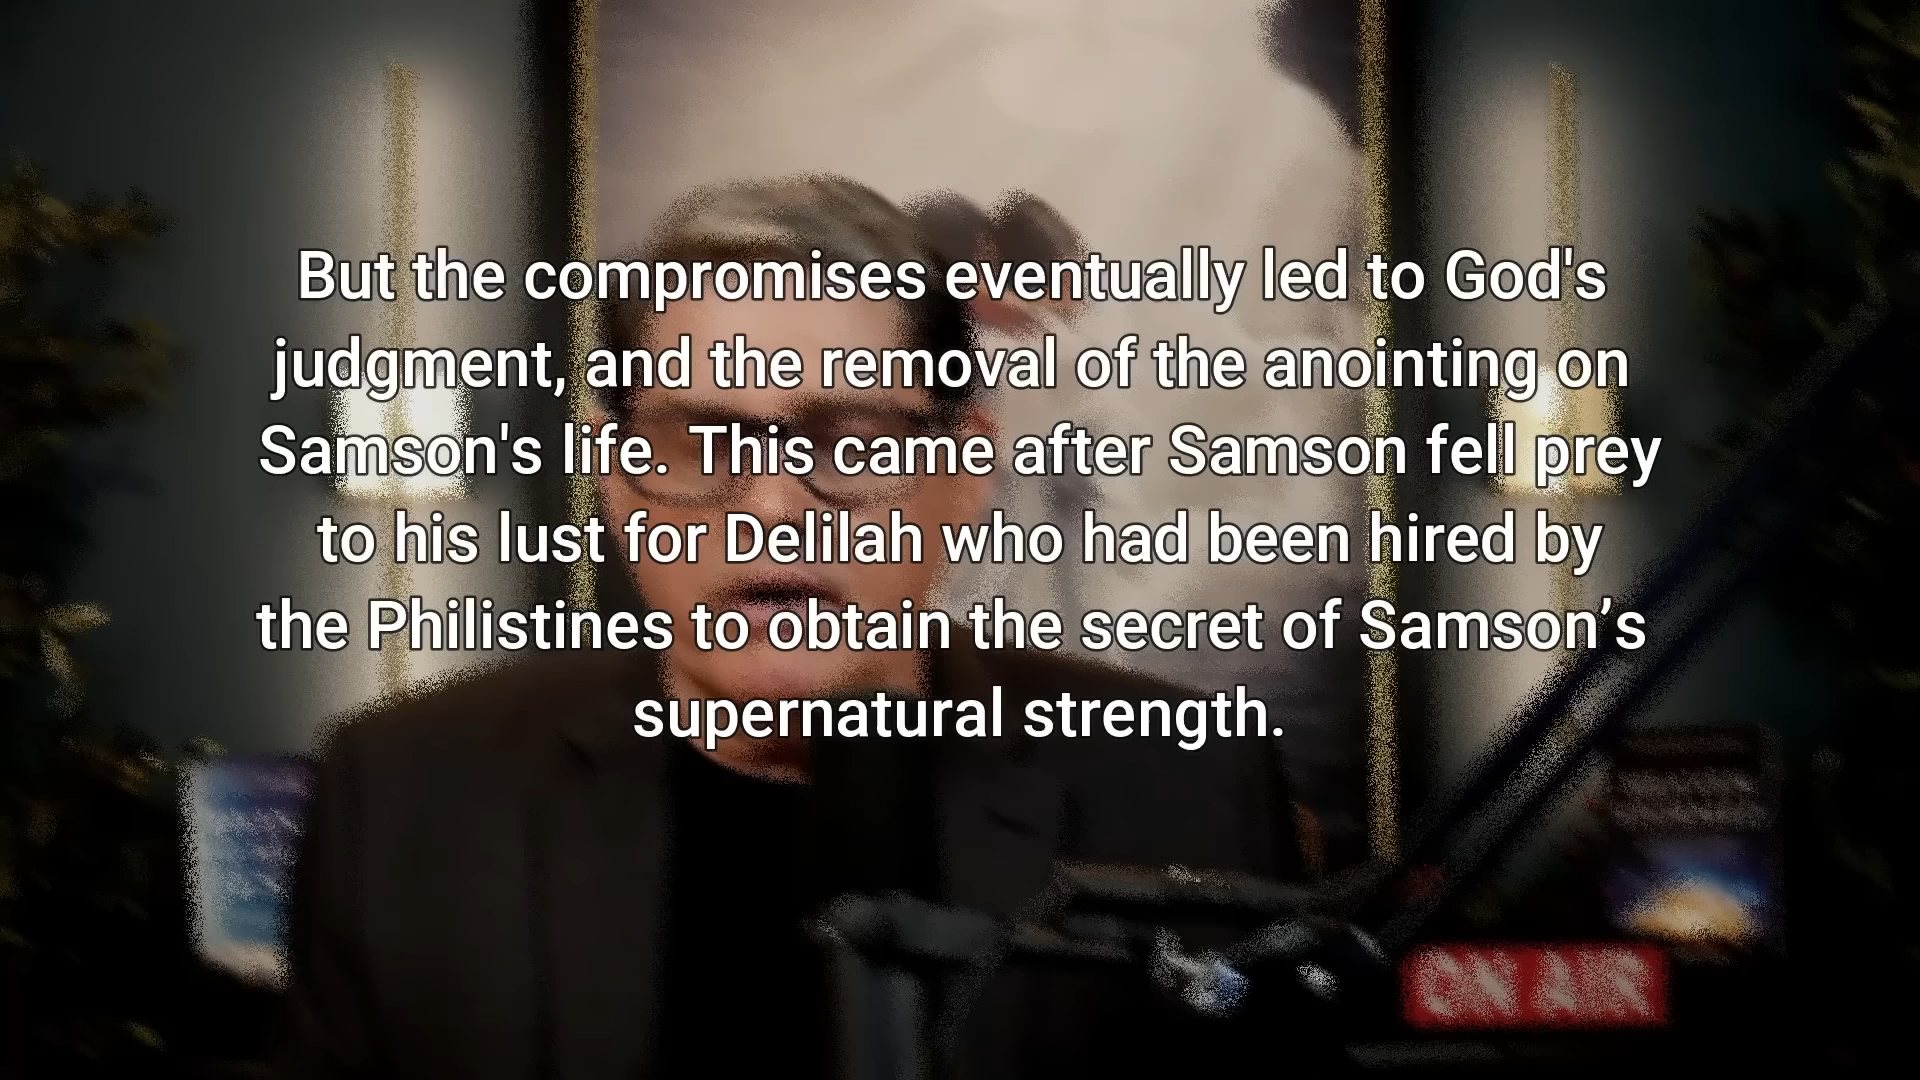 But the compromises eventually led to God's
judgment, and the removal of the anointing on
Samson's life. This came after Samson fell prey
to his lust for Delilah who had been hired by
the Philistines to obtain the secret of Samson’s
supernatural strength.
ON AIR